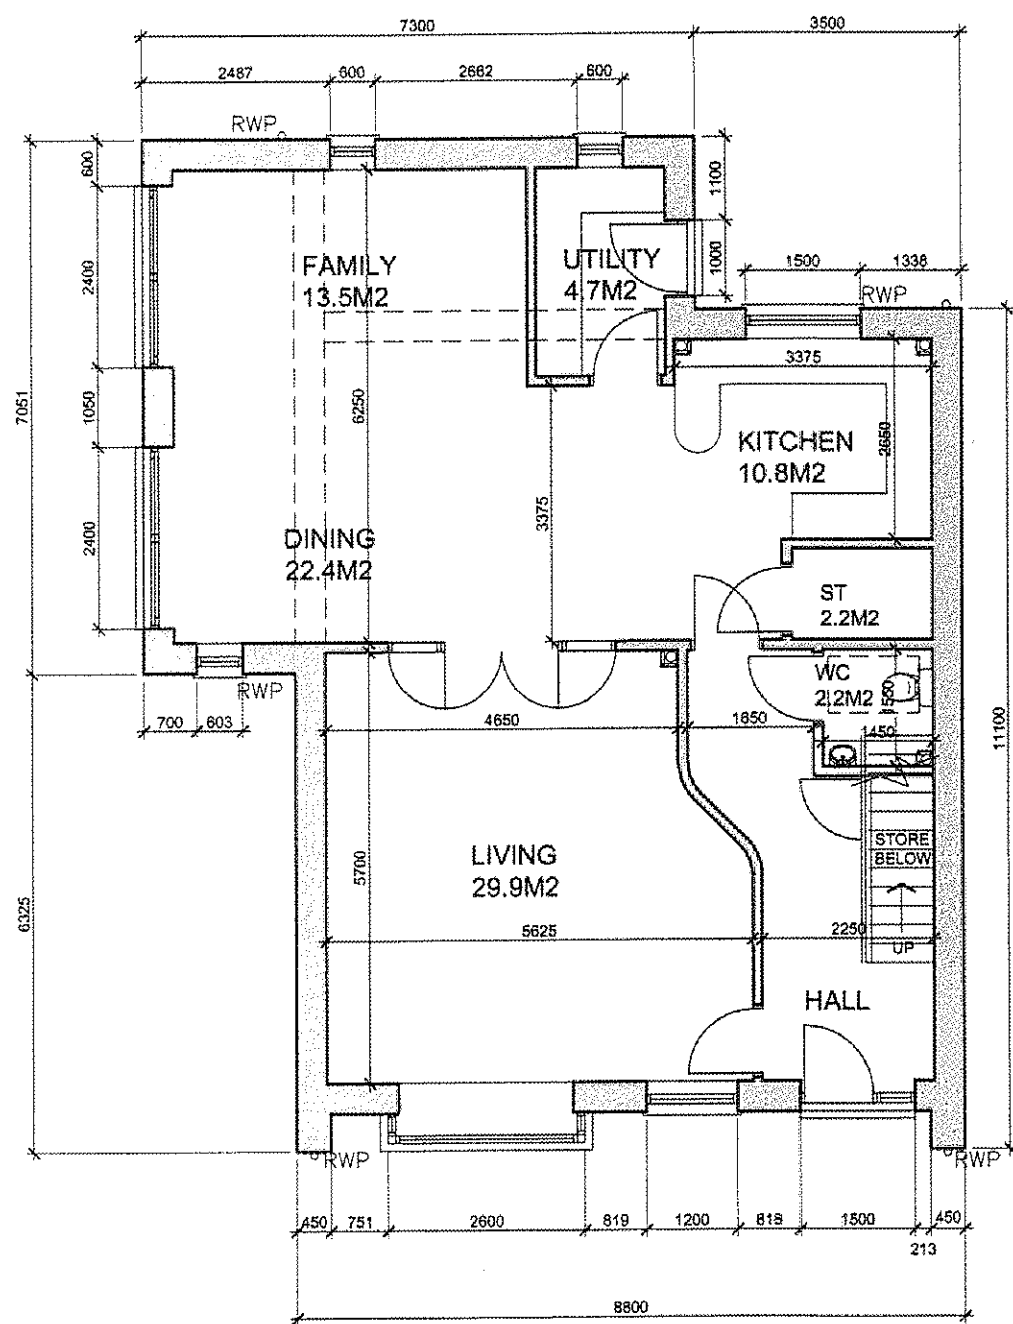 7300
3500
2487
600
2662
600
RWP
600
1100
FAMILY
13.5M2
UTILITY
4.7M2
1000
1500
1338
RWP
2400
3375
7051
1050
6250
KITCHEN
10.8M2
2650
2400
3375
DINING
22.4M2
ST
2.2M2
WC
2.2M2
1550
RWP
700
603
4650
1650
1450
11100
STORE
BELOW
LIVING
29.9M2
5700
6325
5625
2250
UP
HALL
RWP
RWP
450
751
2600
819
1200
818
1500
450
213
8800